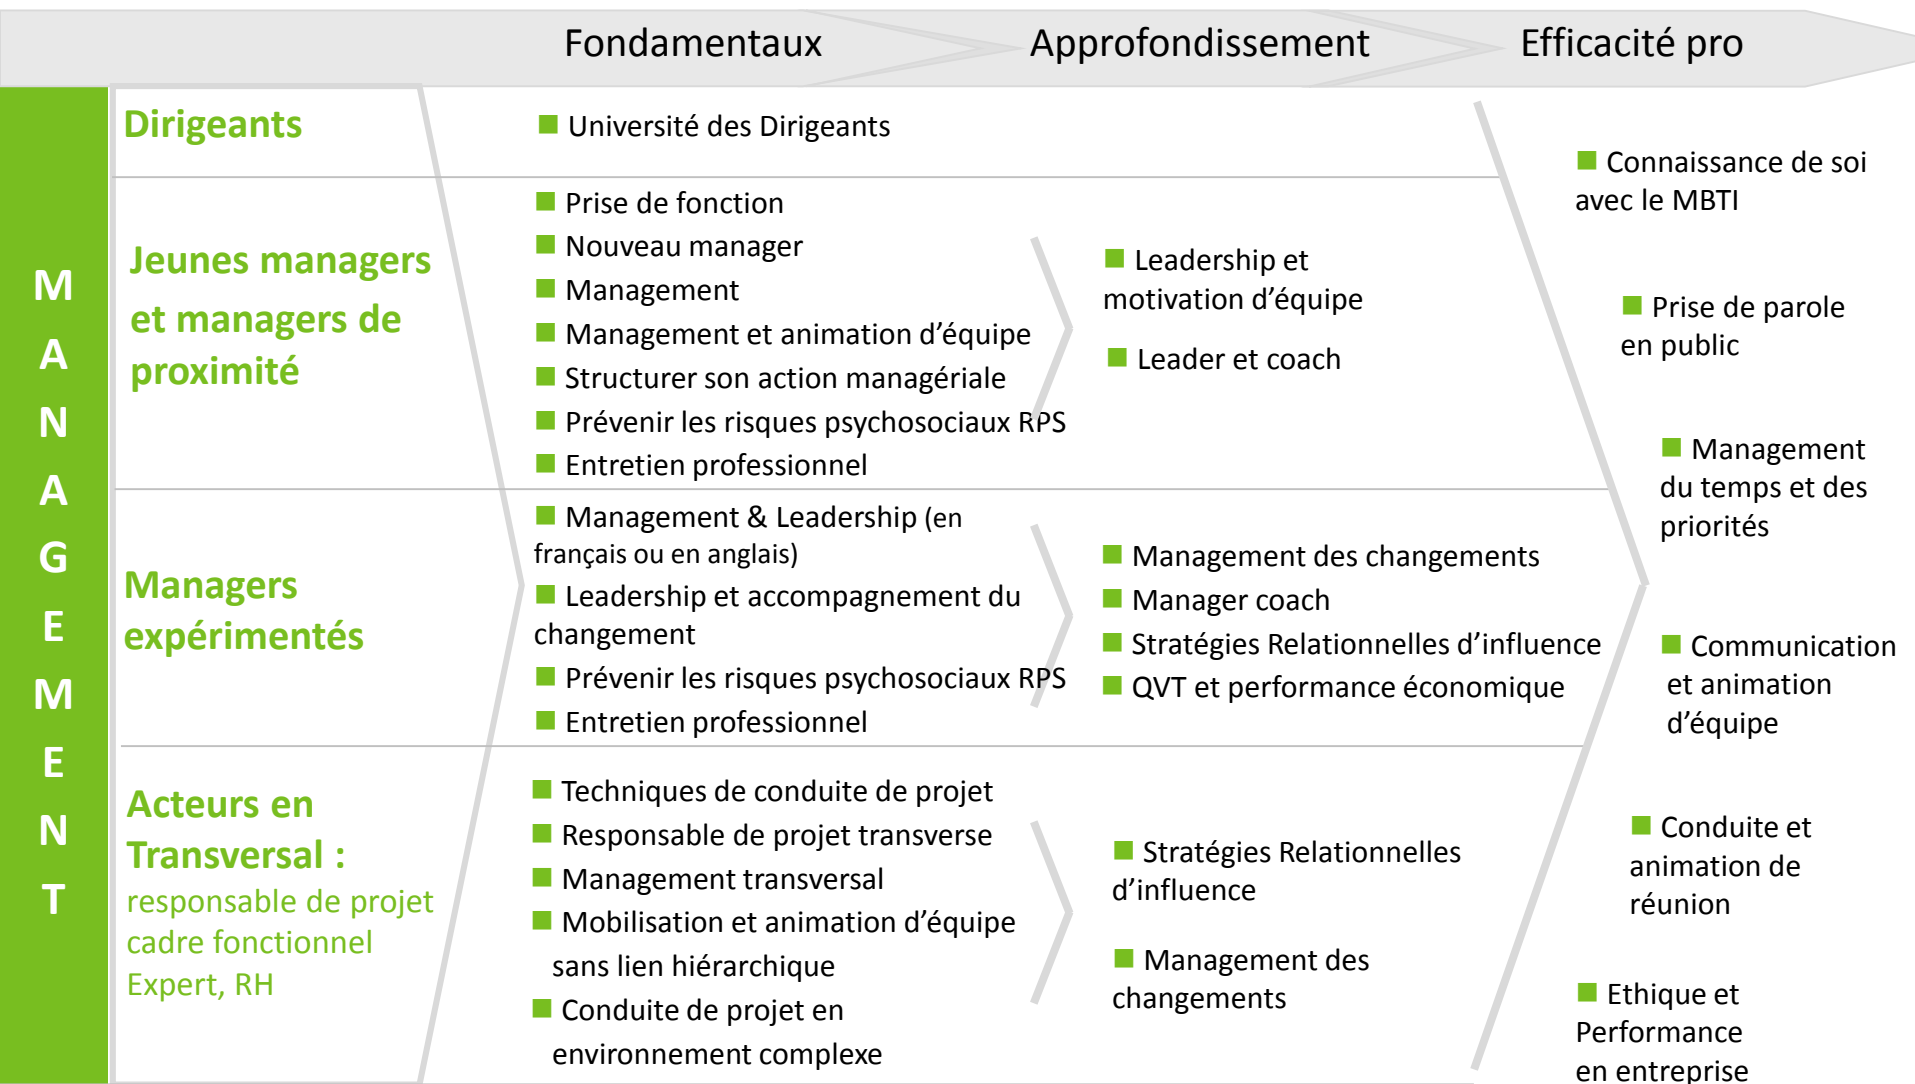 Fondamentaux
Approfondissement
Efficacité pro
M
A
N
A
G
E
M
E
N
T
Dirigeants
■ Université des Dirigeants
Jeunes managers
et managers de
proximité
■ Prise de fonction
■ Nouveau manager
■ Management
■ Management et animation d’équipe
■ Structurer son action managériale
■ Prévenir les risques psychosociaux RPS
■ Entretien professionnel
■ Leadership et
motivation d’équipe
■ Leader et coach
Managers
expérimentés
■ Management & Leadership (en
français ou en anglais)
■ Leadership et accompagnement du
changement
■ Prévenir les risques psychosociaux RPS
■ Entretien professionnel
■ Management des changements
■ Manager coach
■ Stratégies Relationnelles d’influence
■ QVT et performance économique
Acteurs en
Transversal :
responsable de projet
cadre fonctionnel
Expert, RH
■ Techniques de conduite de projet
■ Responsable de projet transverse
■ Management transversal
■ Mobilisation et animation d’équipe
sans lien hiérarchique
■ Conduite de projet en
environnement complexe
■ Stratégies Relationnelles
d’influence
■ Management des
changements
■ Connaissance de soi
avec le MBTI
■ Prise de parole
en public
■ Management
du temps et des
priorités
■ Communication
et animation
d’équipe
■ Conduite et
animation de
réunion
■ Ethique et
Performance
en entreprise